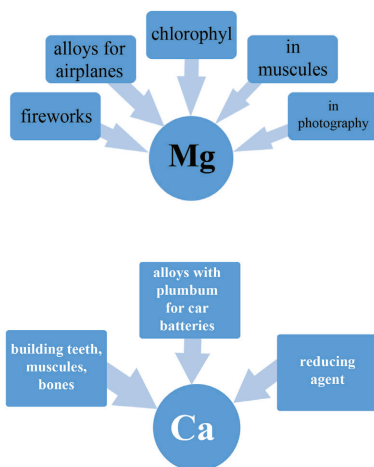 chlorophyl
alloys for
airplanes
in
muscules
fireworks
in
photography
Mg
alloys with
plumbum
for car
batteries
building teeth,
muscules,
bones
reducing
agent
Ca